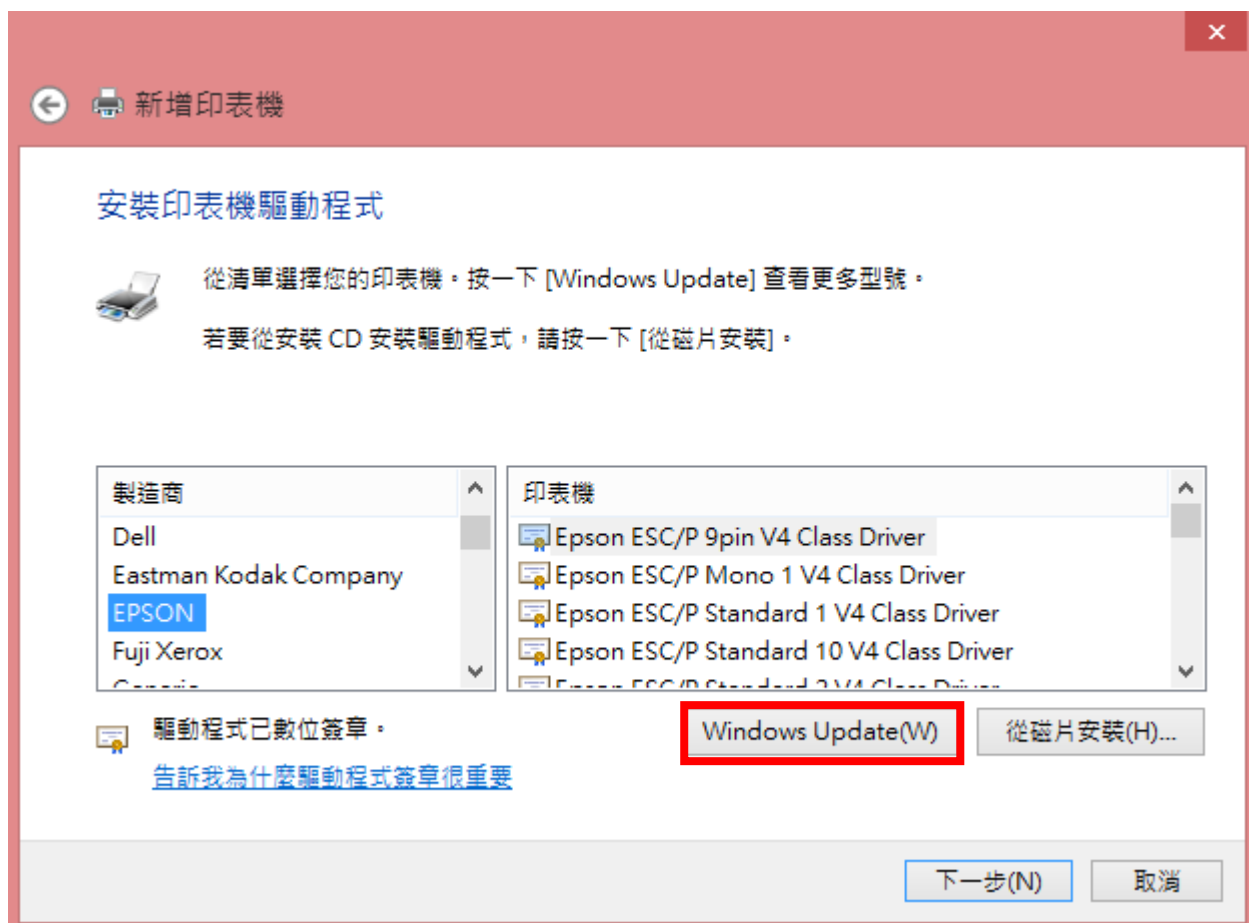 新增印表機
安裝印表機驅動程式
從清單選擇您的印表機。按一下 [Windows Update] 查看更多型號。
若要從安裝 CD 安裝驅動程式，請按一下 [從磁片安裝]。
製造商
Dell
Eastman Kodak Company
EPSON
Fuji Xerox
印表機
Epson ESC/P 9pin V4 Class Driver
Epson ESC/P Mono 1 V4 Class Driver
Epson ESC/P Standard 1 V4 Class Driver
Epson ESC/P Standard 10 V4 Class Driver
驅動程式已數位簽章。
告訴我為什麼驅動程式簽章很重要
Windows Update(W)
從磁片安裝(H)...
下一步(N)
取消